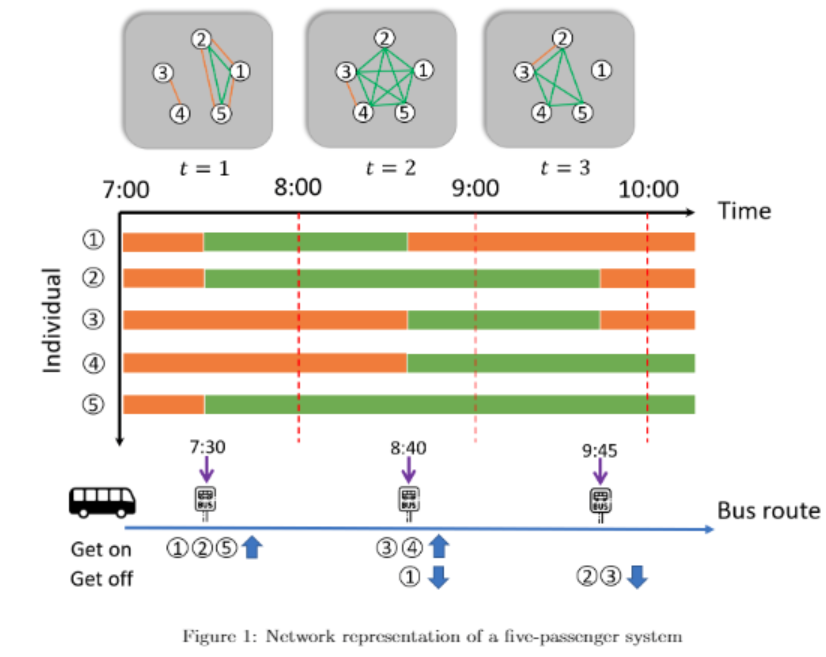 ② ② ②
③ ① ③ ① ③ ①
④ ⑤ ④ ⑤ ④ ⑤
t = 1 t = 2 t = 3
7:00 8:00 9:00 10:00
Time
Individual
①
②
③
④
⑤
7:30 8:40 9:45
BUS BUS BUS
Bus route
Get on ①②⑤ ③④
Get off ① ②③
Figure 1: Network representation of a five-passenger system